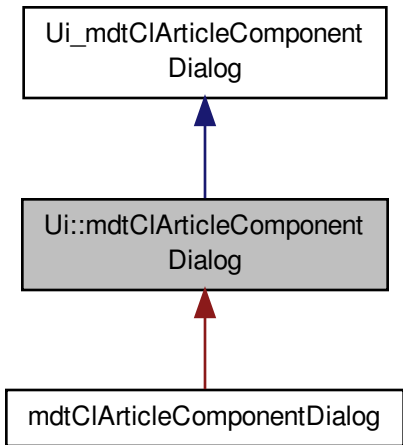 Ui_mdtClArticleComponent
Dialog
Ui::mdtClArticleComponent
Dialog
mdtClArticleComponentDialog